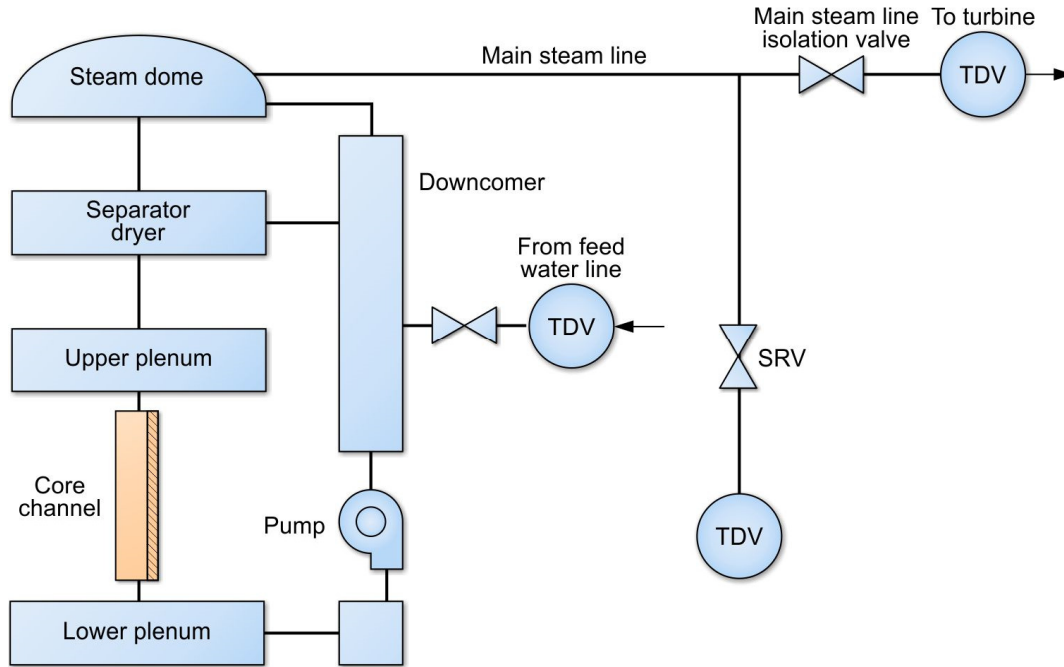 Main steam line
isolation valve
To turbine
Steam dome
Main steam line
TDV
Downcomer
Separator
dryer
From feed
water line
TDV
Upper plenum
SRV
Core
channel
Pump
TDV
Lower plenum